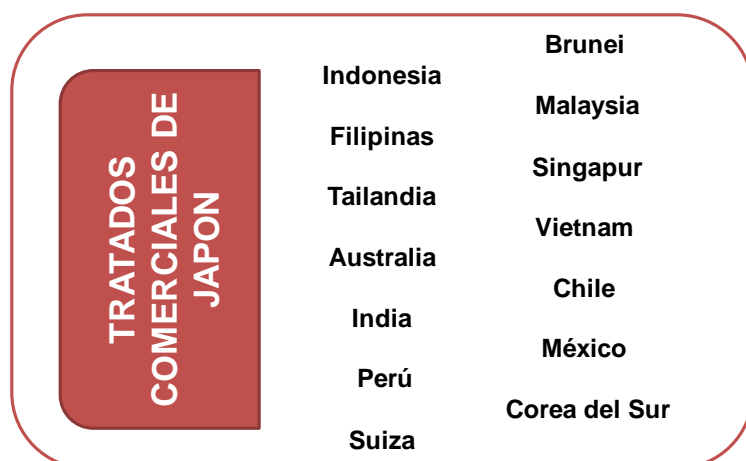 TRATADOS
COMERCIALES DE
JAPON
Indonesia
Filipinas
Tailandia
Australia
India
Perú
Suiza
Brunei
Malaysia
Singapur
Vietnam
Chile
México
Corea del Sur